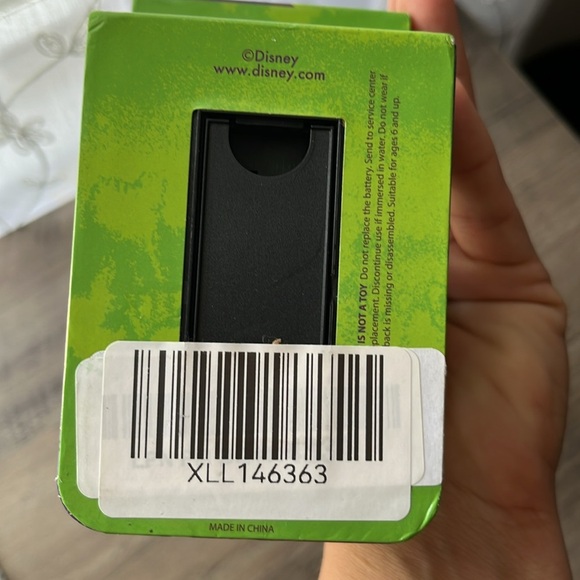 ©Disney
www.disney.com
IS NOT A TOY Do not replace the battery. Send to service center
placement. Discontinue use if immersed in water. Do not wear if
back is missing or disassembled. Suitable for ages 6 and up.
XLL146363
MADE IN CHINA